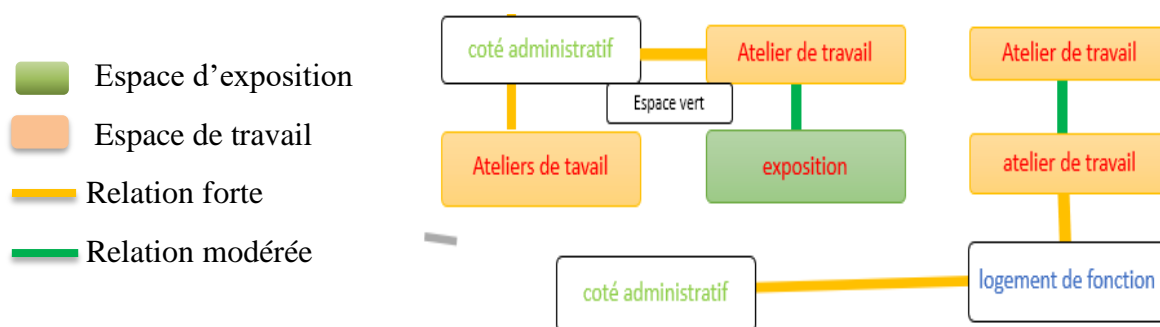 Espace d'exposition
Espace de travail
Relation forte
Relation modérée
coté administratif
Atelier de travail
Atelier de travail
Espace vert
Ateliers de tavail
exposition
atelier de travail
coté administratif
logement de fonction